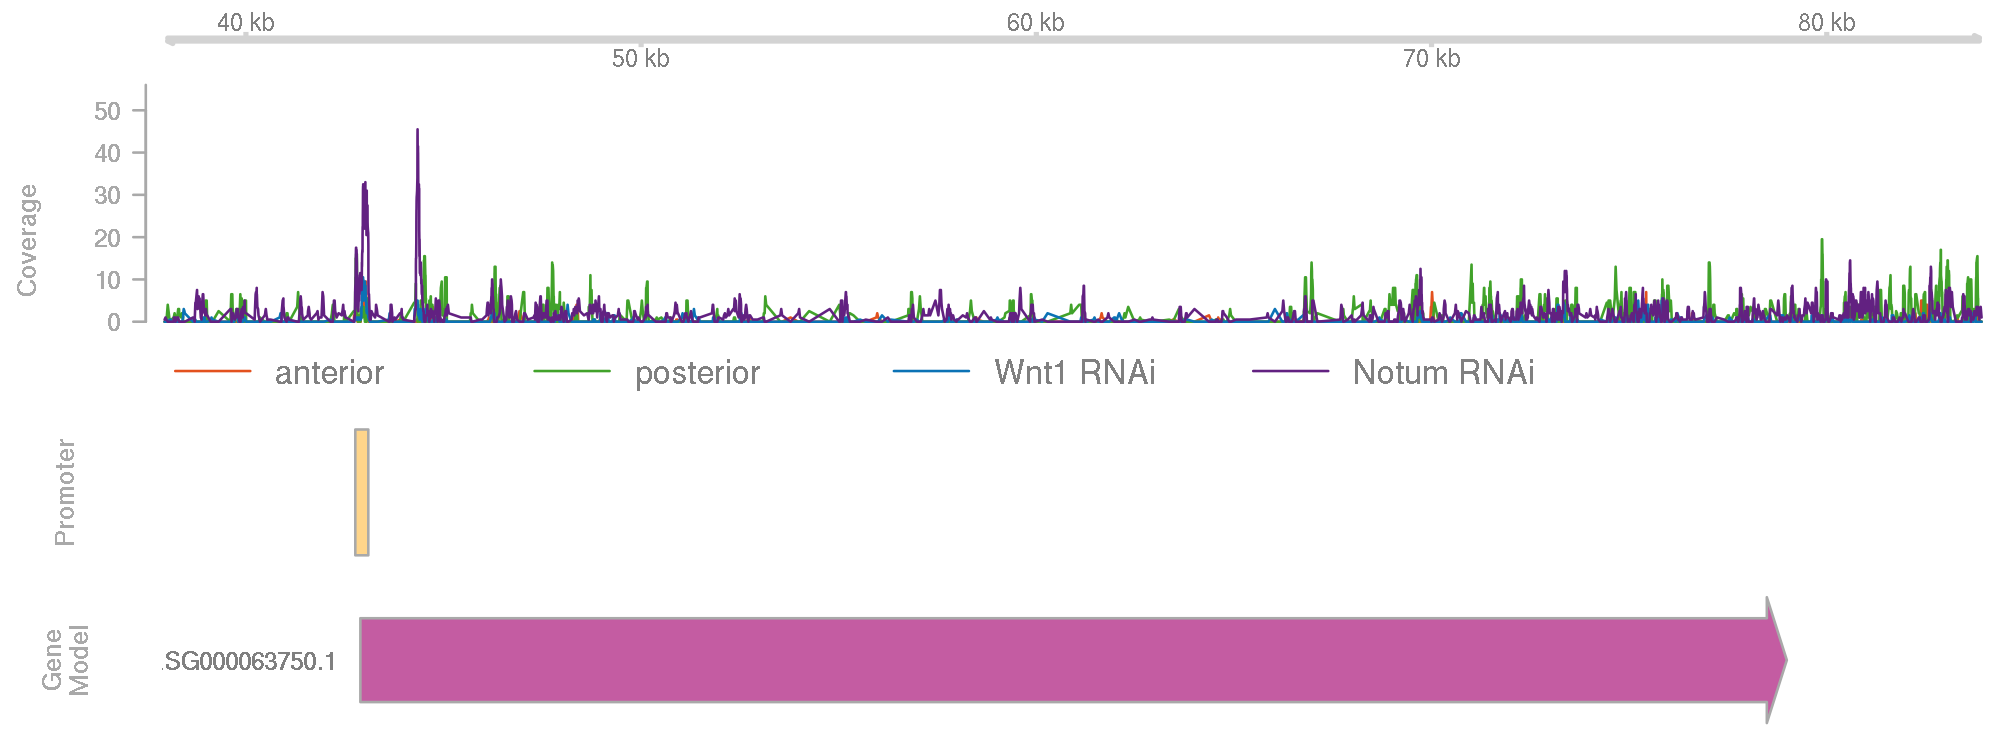 40 kb 60 kb 80 kb
50 kb 70 kb
Coverage
50
40
30
20
10
0
anterior posterior Wnt1 RNAi Notum RNAi
Promoter
Gene
Model
.SG000063750.1